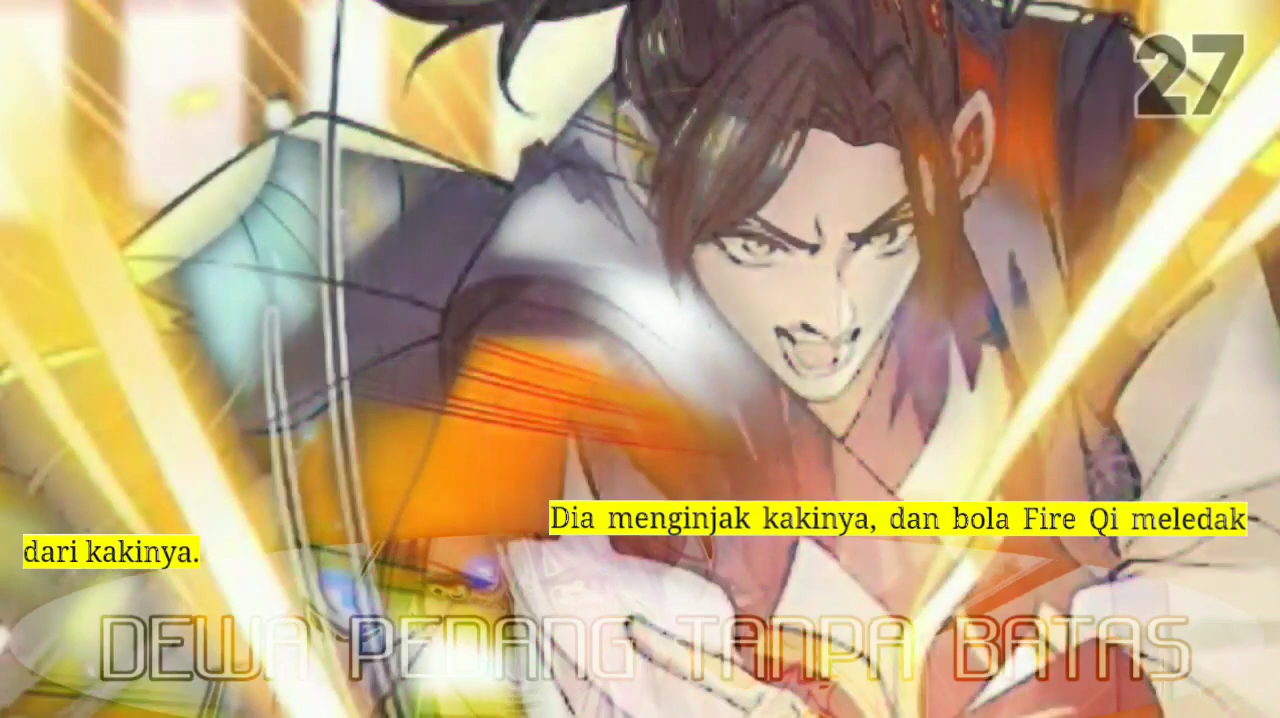 27
Dia menginjak kakinya, dan bola Fire Qi meledak
dari kakinya.
DEWA PEDANG TANPA BATAS